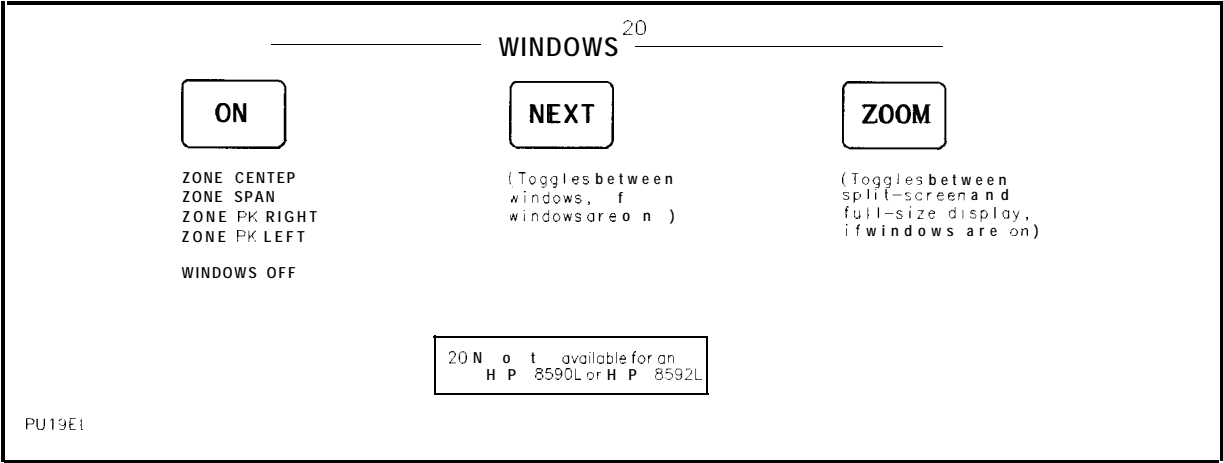 WINDOWS 20
ON
NEXT
ZOOM
ZONE CENTEP
ZONE SPAN
ZONE PK RIGHT
ZONE PK LEFT
WINDOWS OFF
(Toggles between
windows, f
windows are on )
(Toggles between
split-screen and
full-size display,
if windows are on)
20 Not available for an
HP 8590L or HP 8592L
PU19E1